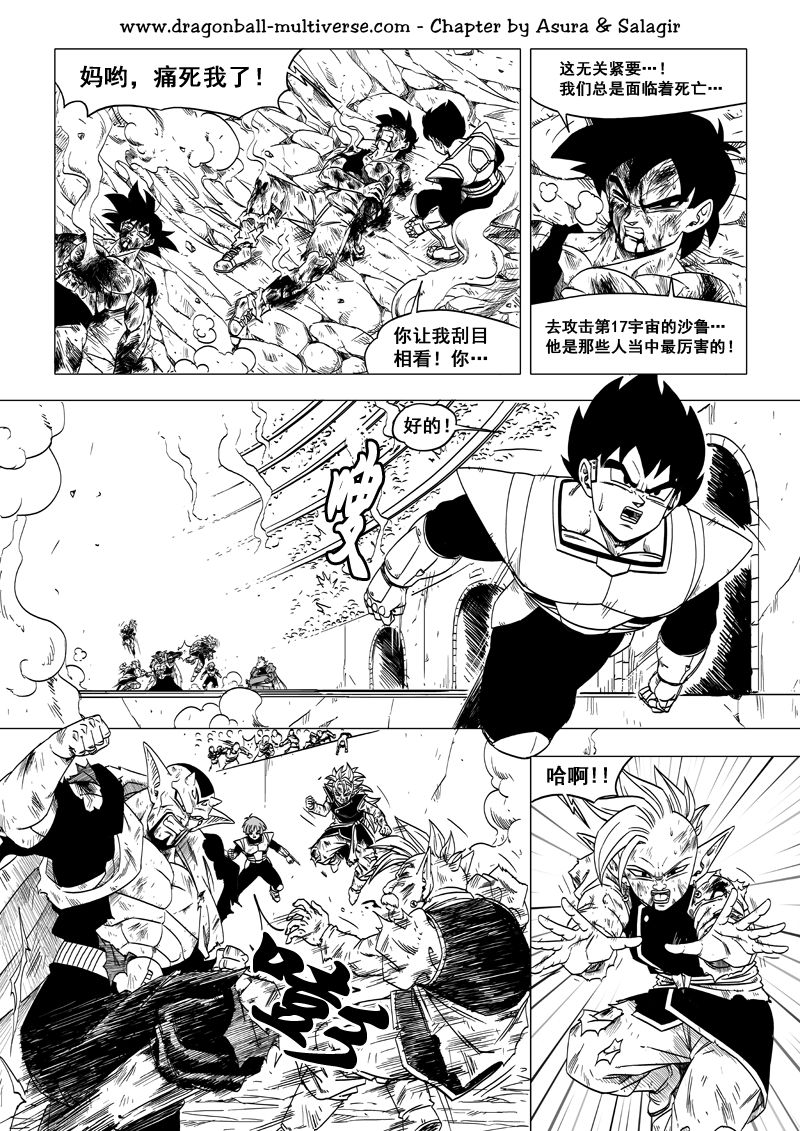 www.dragonball-multiverse.com - Chapter by Asura & Salagir
妈哟，痛死我了！
你让我刮目
相看！你…
这无关紧要…！
我们总是面临着死亡…
去攻击第17宇宙的沙鲁…
他是那些人当中最厉害的！
好的！
哈啊！！